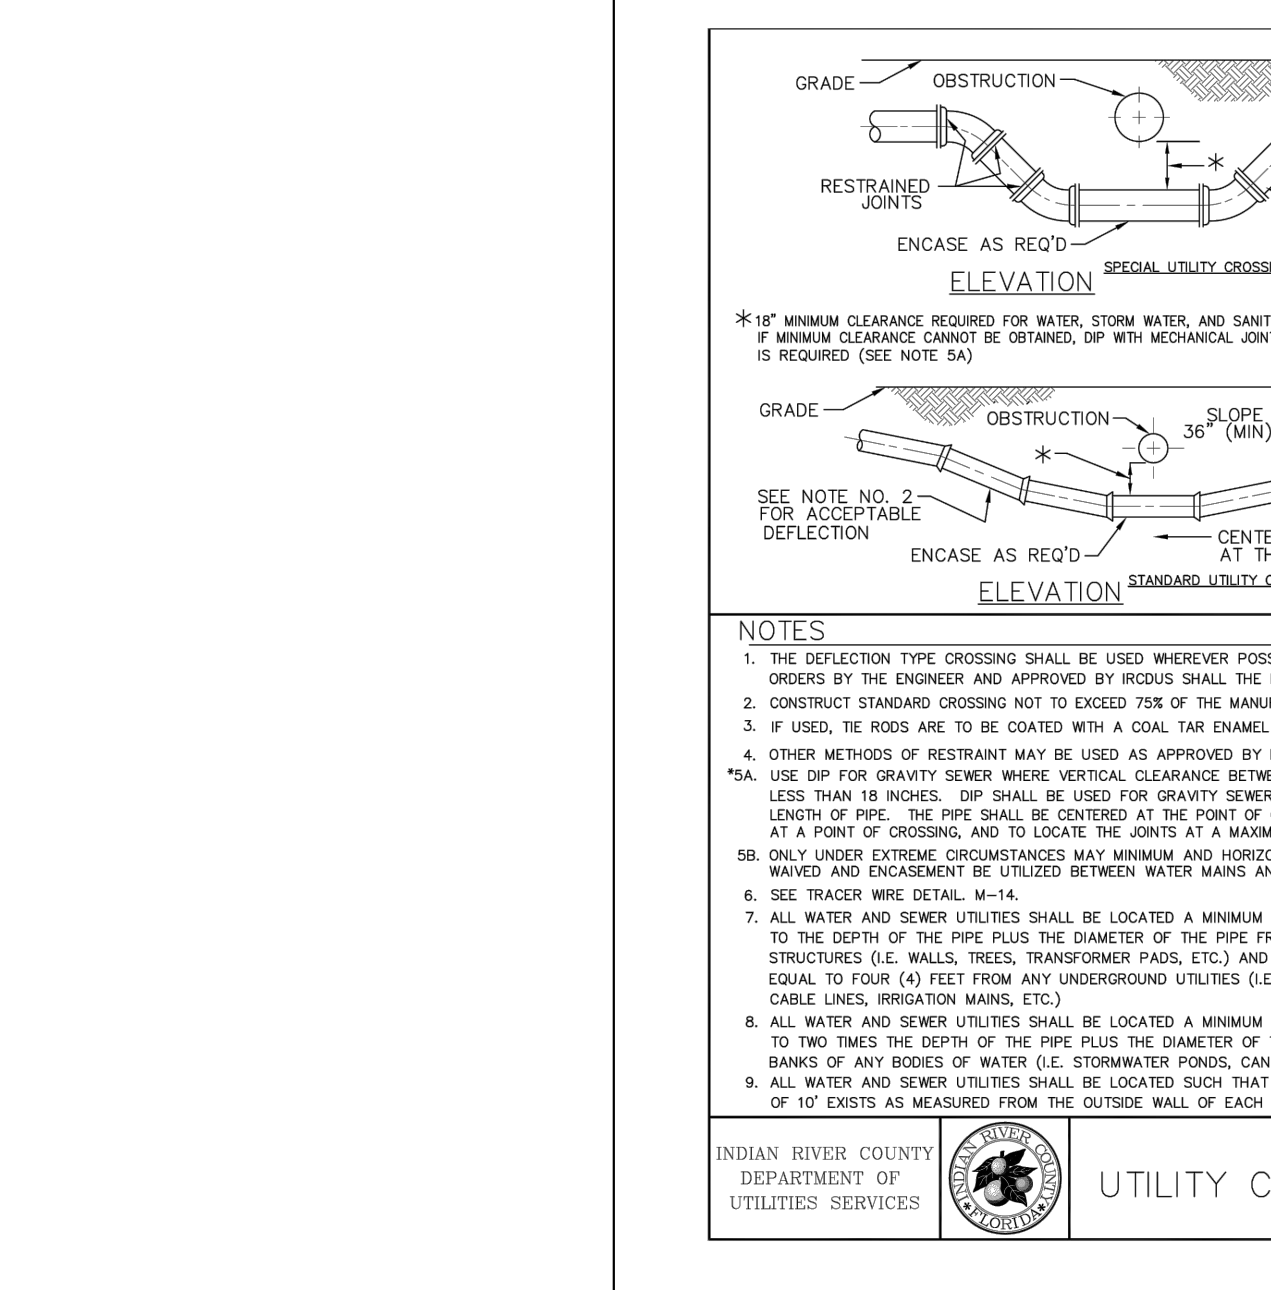 GRADE
OBSTRUCTION
*
RESTRAINED
JOINTS
ENCASE AS REQ'D
ELEVATION
SPECIAL UTILITY
*18" MINIMUM CLEARANCE REQUIRED FOR WATER, STORM WATER, AND
IF MINIMUM CLEARANCE CANNOT BE OBTAINED, DIP WITH MECHANICAL
IS REQUIRED (SEE NOTE 5A)
GRADE
OBSTRUCTION
SLOPE
36" (MIN)
*
SEE NOTE NO. 2
FOR ACCEPTABLE
DEFLECTION
ENCASE AS REQ'D
AT
ELEVATION
STANDARD UTILITY
NOTES
1. THE DEFLECTION TYPE CROSSING SHALL BE USED WHEREVER
ORDERS BY THE ENGINEER AND APPROVED BY IRCDUS SHALL THE
2. CONSTRUCT STANDARD CROSSING NOT TO EXCEED 75% OF THE
3. IF USED, TIE RODS ARE TO BE COATED WITH A COAL TAR ENAMEL
4. OTHER METHODS OF RESTRAINT MAY BE USED AS APPROVED BY
*5A. USE DIP FOR GRAVITY SEWER WHERE VERTICAL CLEARANCE
LESS THAN 18 INCHES. DIP SHALL BE USED FOR GRAVITY SEWER
LENGTH OF PIPE. THE PIPE SHALL BE CENTERED AT THE POINT OF
AT A POINT OF CROSSING, AND TO LOCATE THE JOINTS AT A
5B. ONLY UNDER EXTREME CIRCUMSTANCES MAY MINIMUM AND
WAIVED AND ENCASEMENT BE UTILIZED BETWEEN WATER MAINS
6. SEE TRACER WIRE DETAIL. M-14.
7. ALL WATER AND SEWER UTILITIES SHALL BE LOCATED A MINIMUM
TO THE DEPTH OF THE PIPE PLUS THE DIAMETER OF THE PIPE
STRUCTURES (I.E. WALLS, TREES, TRANSFORMER PADS, ETC.) AND
EQUAL TO FOUR (4) FEET FROM ANY UNDERGROUND UTILITIES (I.E
CABLE LINES, IRRIGATION MAINS, ETC.)
8. ALL WATER AND SEWER UTILITIES SHALL BE LOCATED A MINIMUM
TO TWO TIMES THE DEPTH OF THE PIPE PLUS THE DIAMETER OF
BANKS OF ANY BODIES OF WATER (I.E. STORMWATER PONDS,
9. ALL WATER AND SEWER UTILITIES SHALL BE LOCATED SUCH THAT
OF 10' EXISTS AS MEASURED FROM THE OUTSIDE WALL OF EACH
INDIAN RIVER COUNTY
DEPARTMENT OF
UTILITIES SERVICES
INDIAN RIVER COUNTY
*FLORIDA*
UTILITY